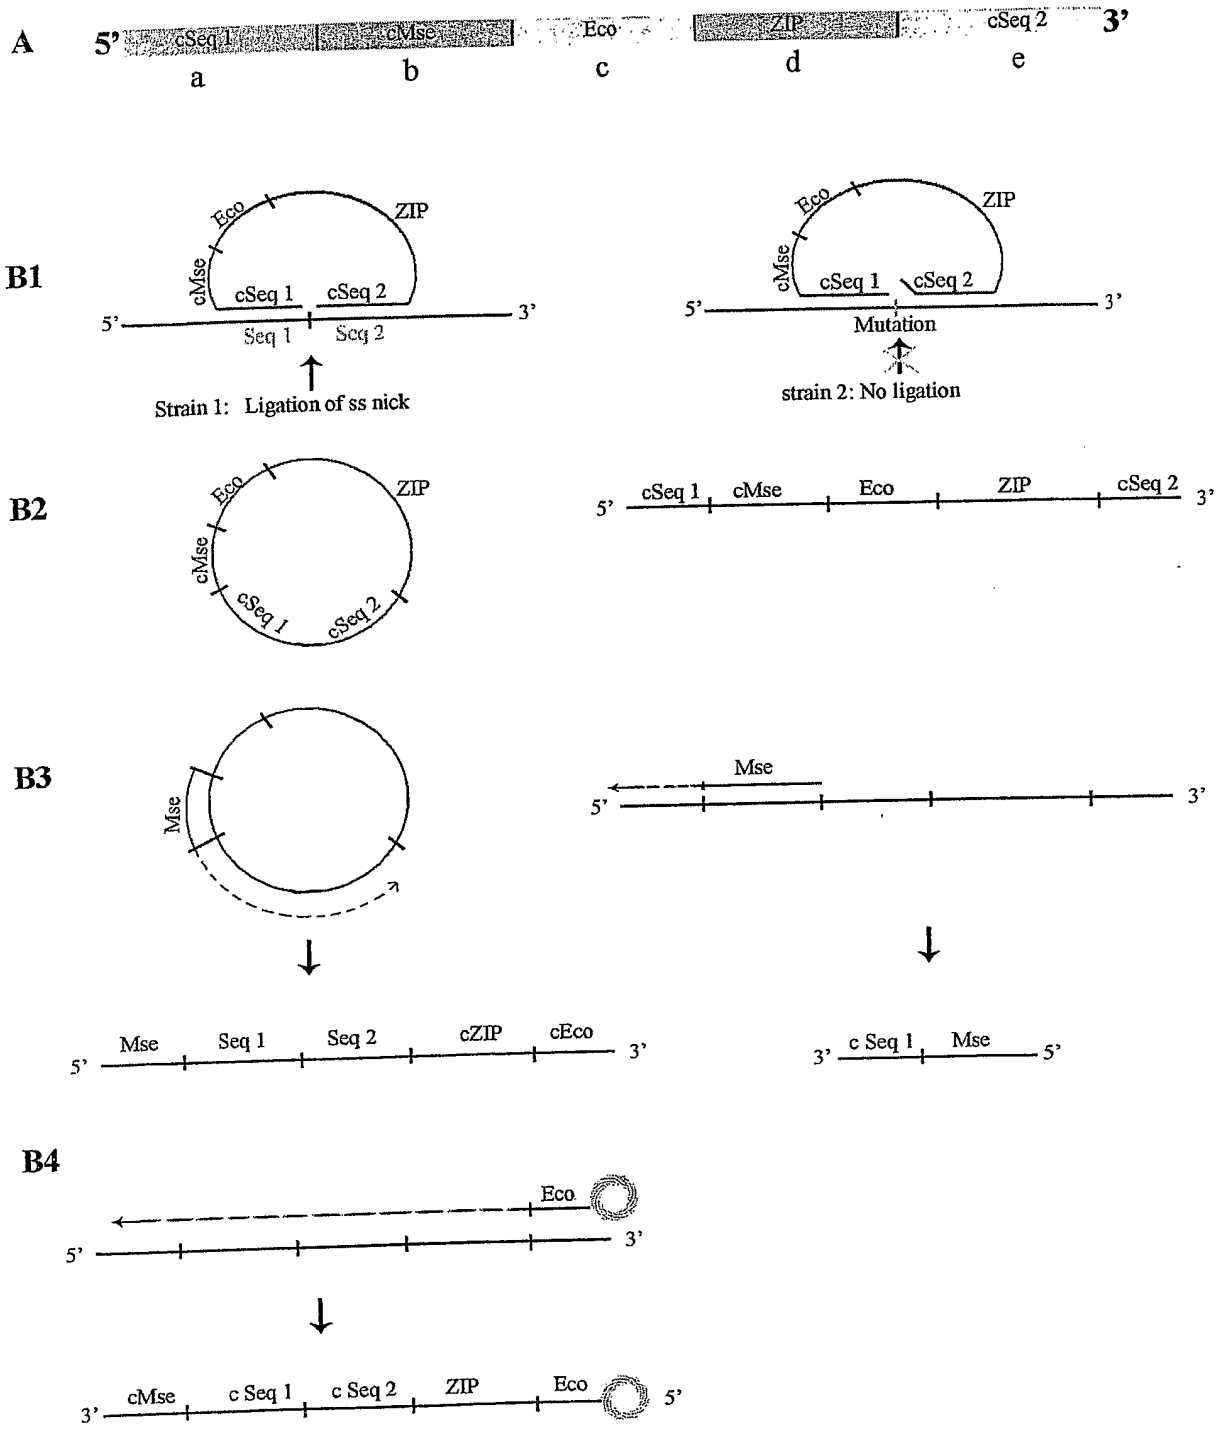 A 5’ cSeq 1 cMse Eco ZIP cSeq 2 3’
a b c d e
Eco ZIP
cMse
B1
cSeq 1 cSeq 2
5’ 3’
Seq 1 Seq 2
Strain 1: Ligation of ss nick
Eco ZIP
cMse
cSeq 1 cSeq 2
5’ 3’
Mutation
strain 2: No ligation
B2
Eco ZIP
cMse
cSeq 1 cSeq 2
5’ cSeq 1 cMse Eco ZIP cSeq 2 3’
B3
Mse
Mse
5’ 3’
5’ Mse Seq 1 Seq 2 cZIP cEco 3’
3’ c Seq 1 Mse 5’
B4
Eco
5’ 3’
3’ cMse c Seq 1 c Seq 2 ZIP Eco 5’